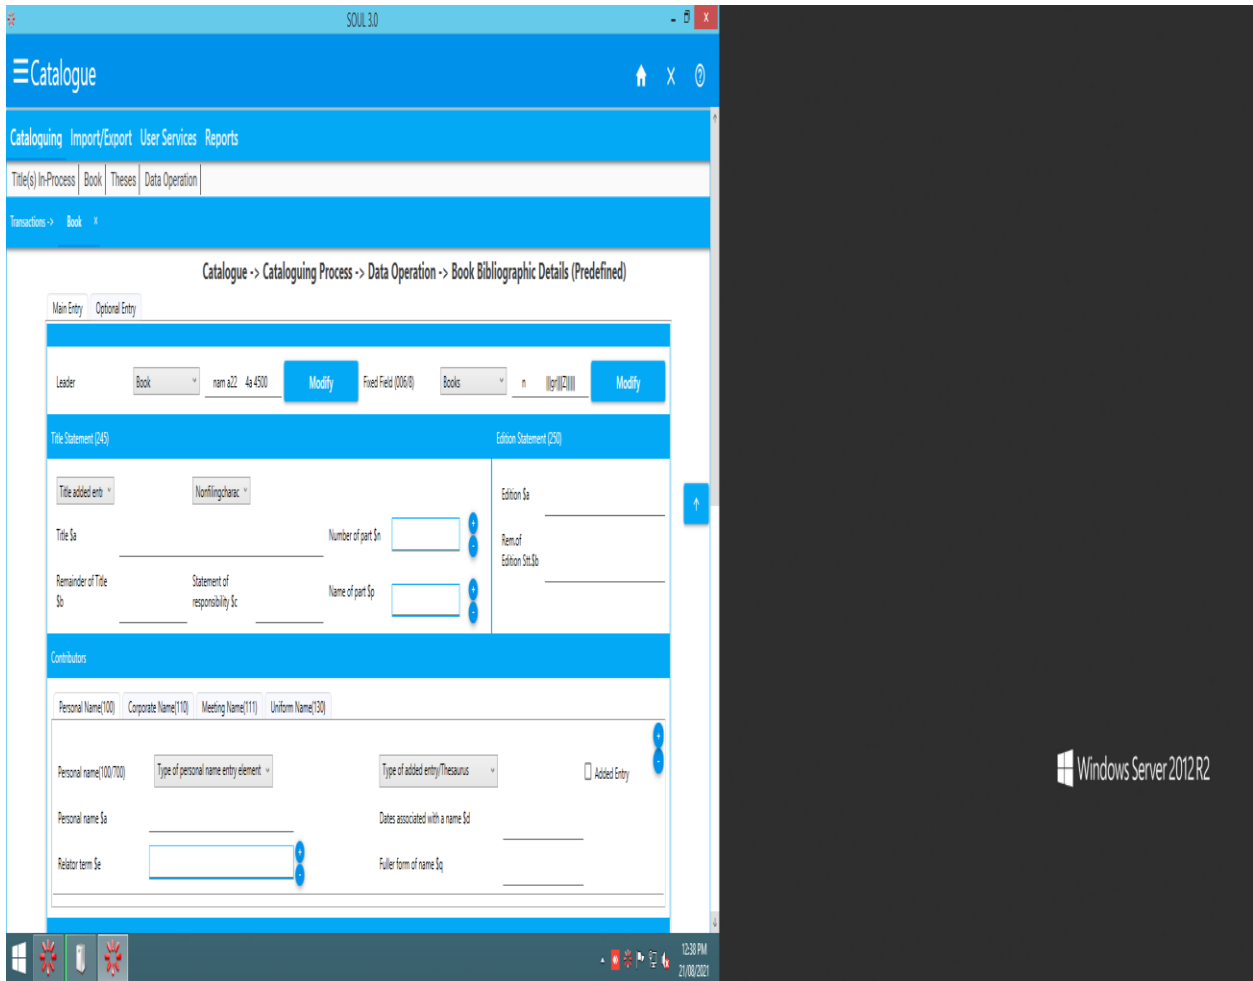 SOUL 3.0
Catalogue
Cataloguing Import/Export User Services Reports
Title(s) In-Process Book Theses Data Operation
Transactions -> Book x
Catalogue -> Cataloguing Process -> Data Operation -> Book Bibliographic Details (Predefined)
Main Entry Optional Entry
Leader Book nam a22 4a 4500 Modify Fixed Field (006/8) Books n Modify
Title Statement (245) Edition Statement (250)
Title added ent Nonfilingcharac
Edition $a
Title $a Number of part $n
Rem.of
Edition Stt.$b
Remainder of Title
$b
Statement of
responsibility $c
Name of part $p
Contributors
Personal Name(100) Corporate Name(110) Meeting Name(111) Uniform Name(130)
Personal name(100/700) Type of personal name entry element Type of added entry/Thesaurus Added Entry
Personal name $a Dates associated with a name $d
Relator term $e Fuller form of name $q
Windows Server 2012 R2
12:38 PM
21/08/2021